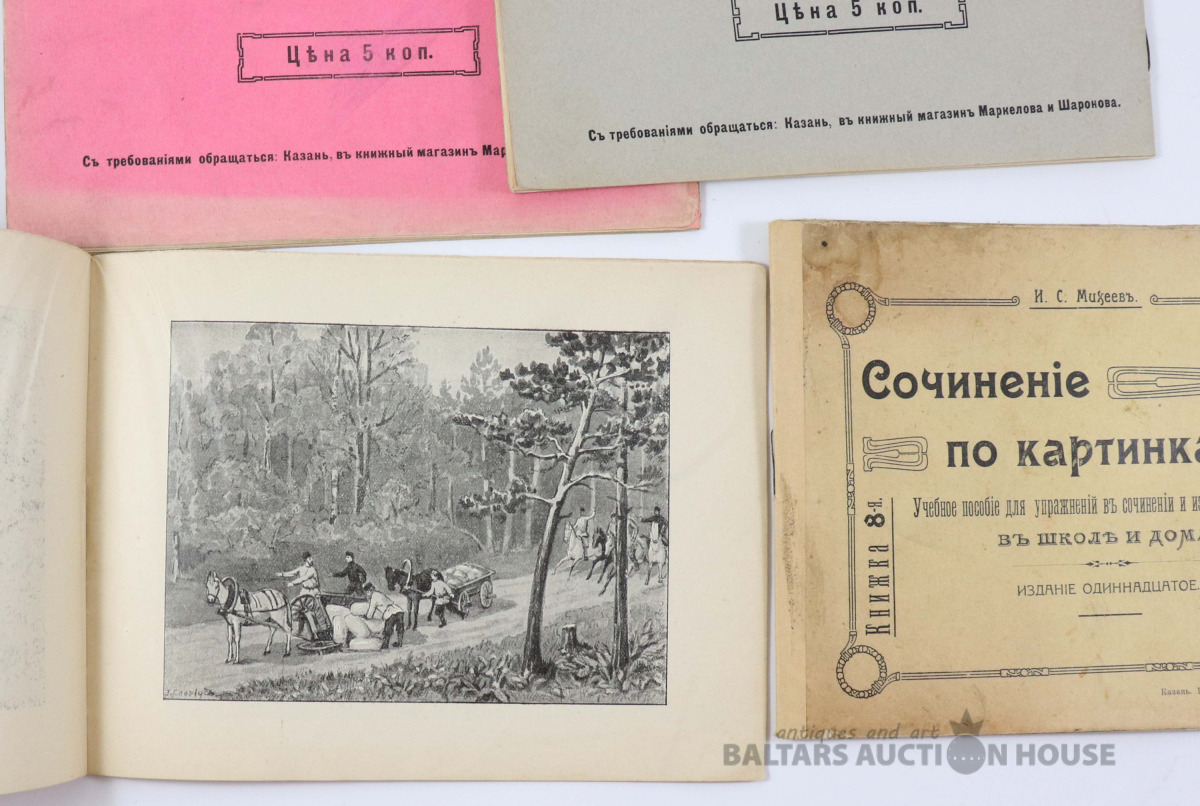 Цѣна 5 коп.
Съ требованіями обращаться: Казань, въ книжный магазинъ Мар
Цѣна 5 коп.
Съ требованіями обращаться: Казань, въ книжный магазинъ Маркелова и Шаронова.
И. С. Михеевъ.
Сочиненіе
по картинка
Учебное пособіе для упражненій въ сочиненіи и из
ВЪ ШКОЛѢ И ДОМА
ИЗДАНІЕ ОДИННАДЦАТОЕ.
Книжка 8-я.
Казань.
antiques and art
BALTARS AUCTION HOUSE